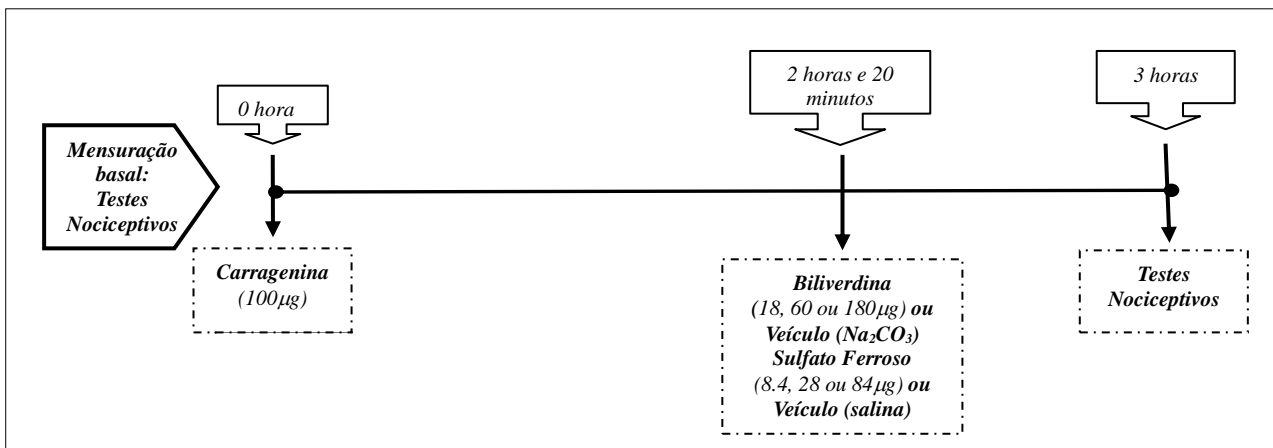 0 hora
2 horas e 20
minutos
3 horas
Mensuração
basal:
Testes
Nociceptivos
Carragenina
(100µg)
Biliverdina
(18, 60 ou 180µg) ou
Veículo (Na₂CO₃)
Sulfato Ferroso
(8.4, 28 ou 84µg) ou
Veículo (salina)
Testes
Nociceptivos